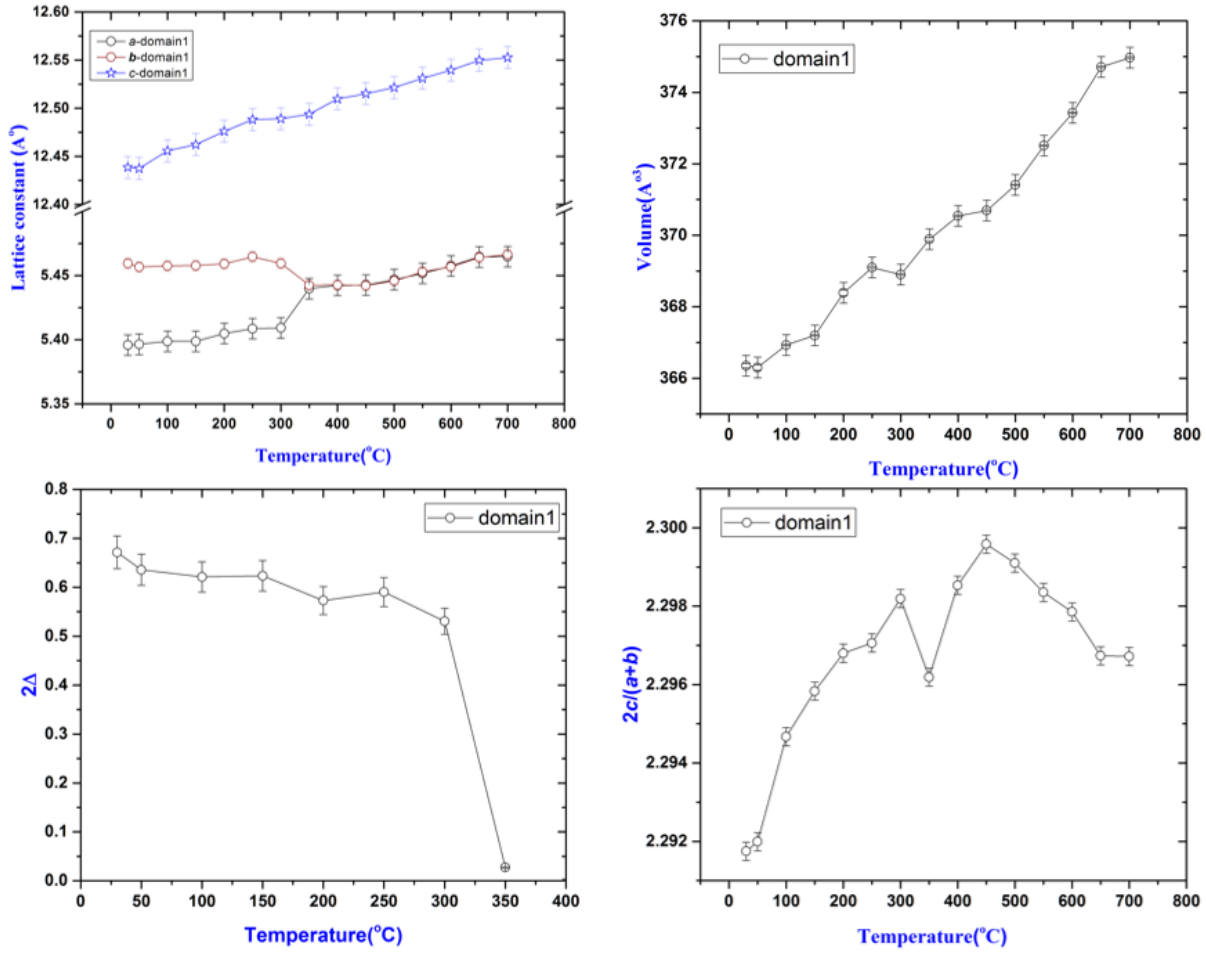 12.60
12.55
12.50
12.45
12.40
5.45
5.40
5.35
Lattice constant (A°)
a-domain1
b-domain1
c-domain1
0 100 200 300 400 500 600 700 800
Temperature(°C)
376
374
372
370
368
366
Volume(A°³)
domain1
0 100 200 300 400 500 600 700 800
Temperature(°C)
0.8
0.7
0.6
0.5
0.4
0.3
0.2
0.1
0.0
2Δ
domain1
0 50 100 150 200 250 300 350 400
Temperature(°C)
2.300
2.298
2.296
2.294
2.292
2c/(a+b)
domain1
0 100 200 300 400 500 600 700 800
Temperature(°C)